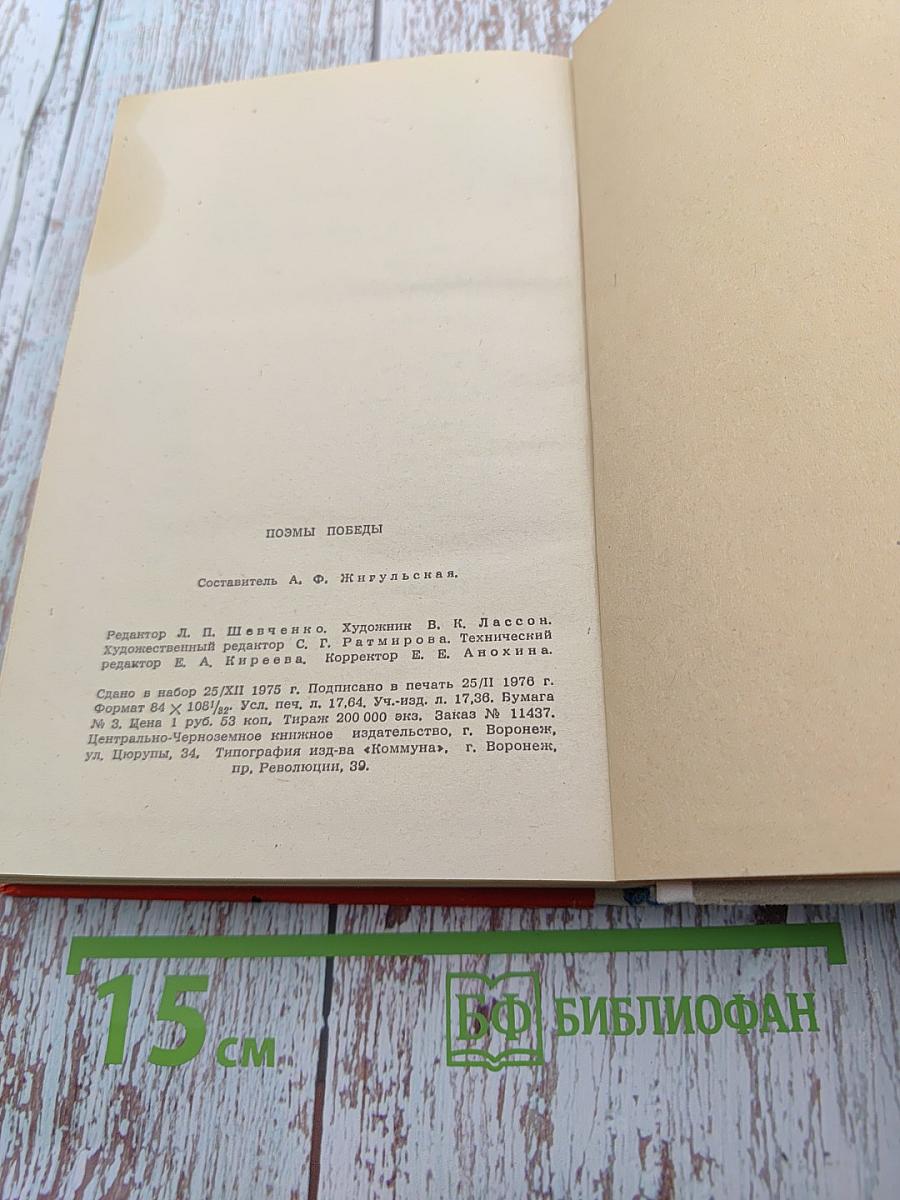 ПОЭМЫ ПОБЕДЫ
Составитель А. Ф. Жигульская.
Редактор Л. П. Шевченко. Художник В. К. Лассон.
Художественный редактор С. Г. Ратмирова. Технический
редактор Е. А. Киреева. Корректор Е. Е. Анохина.
Сдано в набор 25/XII 1975 г. Подписано в печать 25/II 1976 г.
Формат 84 × 108¹/₃₂. Усл. печ. л. 17,64. Уч.-изд. л. 17,36. Бумага
№ 3. Цена 1 руб. 53 коп. Тираж 200 000 экз. Заказ № 11437.
Центрально-Черноземное книжное издательство, г. Воронеж,
ул. Цюрупы, 34. Типография изд-ва «Коммуна», г. Воронеж,
пр. Революции, 39.
15 см
БФ БИБЛИОФАН